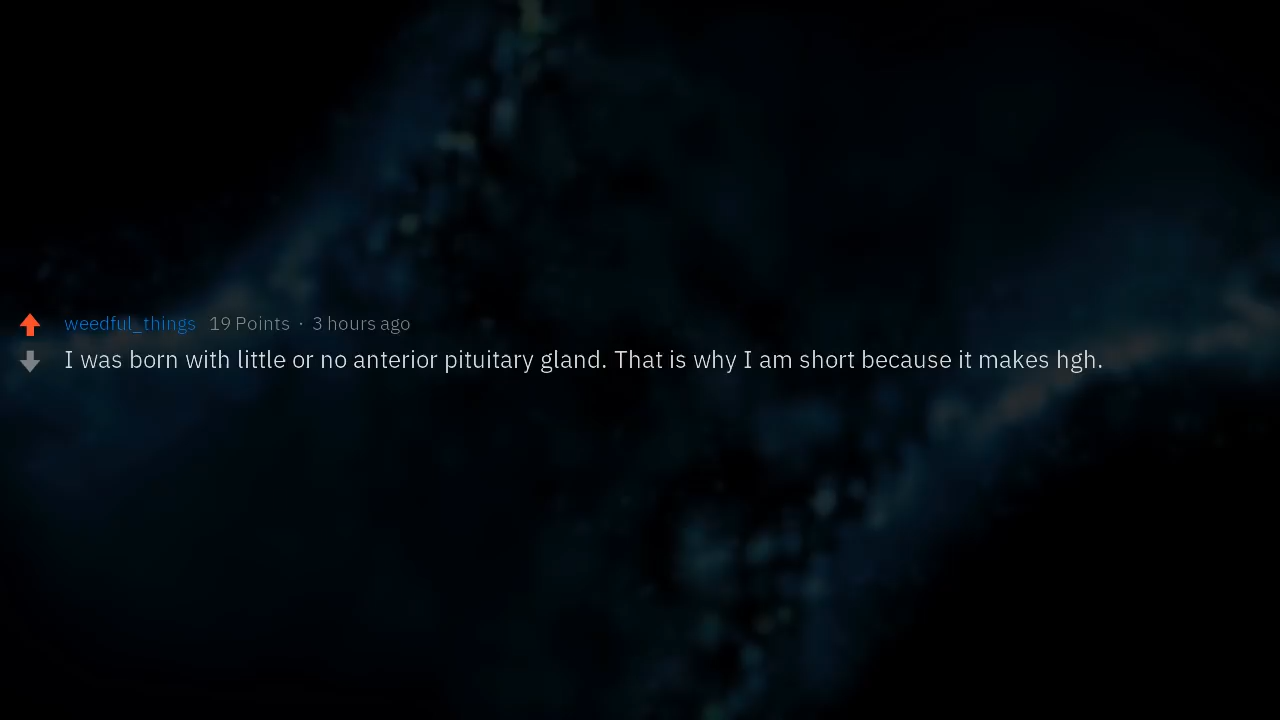 weedful_things 19 Points · 3 hours ago
I was born with little or no anterior pituitary gland. That is why I am short because it makes hgh.